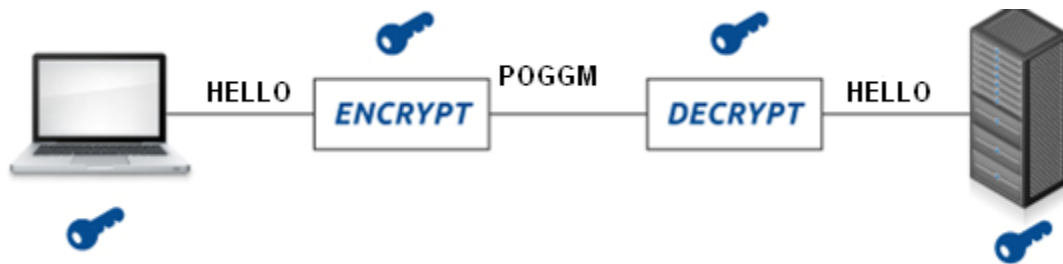 HELLO
ENCRYPT
POGGM
DECRYPT
HELLO